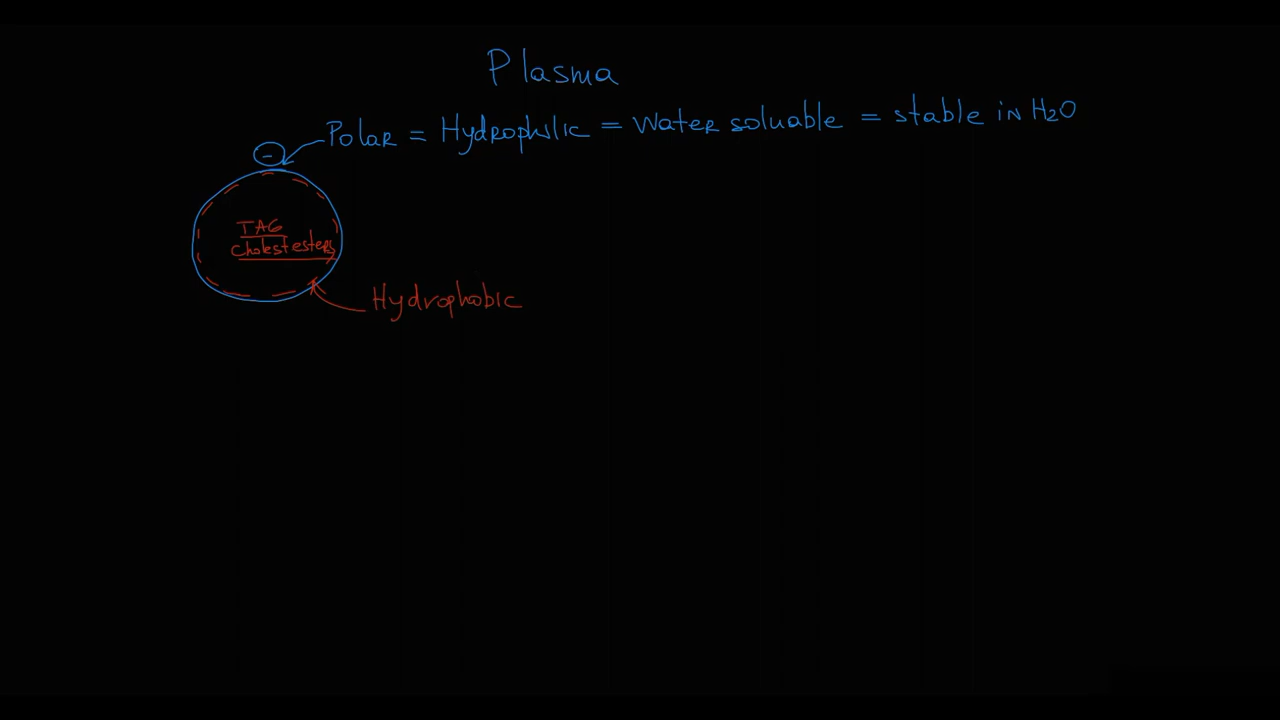 Plasma
Polar = Hydrophilic = Water soluable = stable in H2O
-
TAG
Cholestesters
Hydrophobic